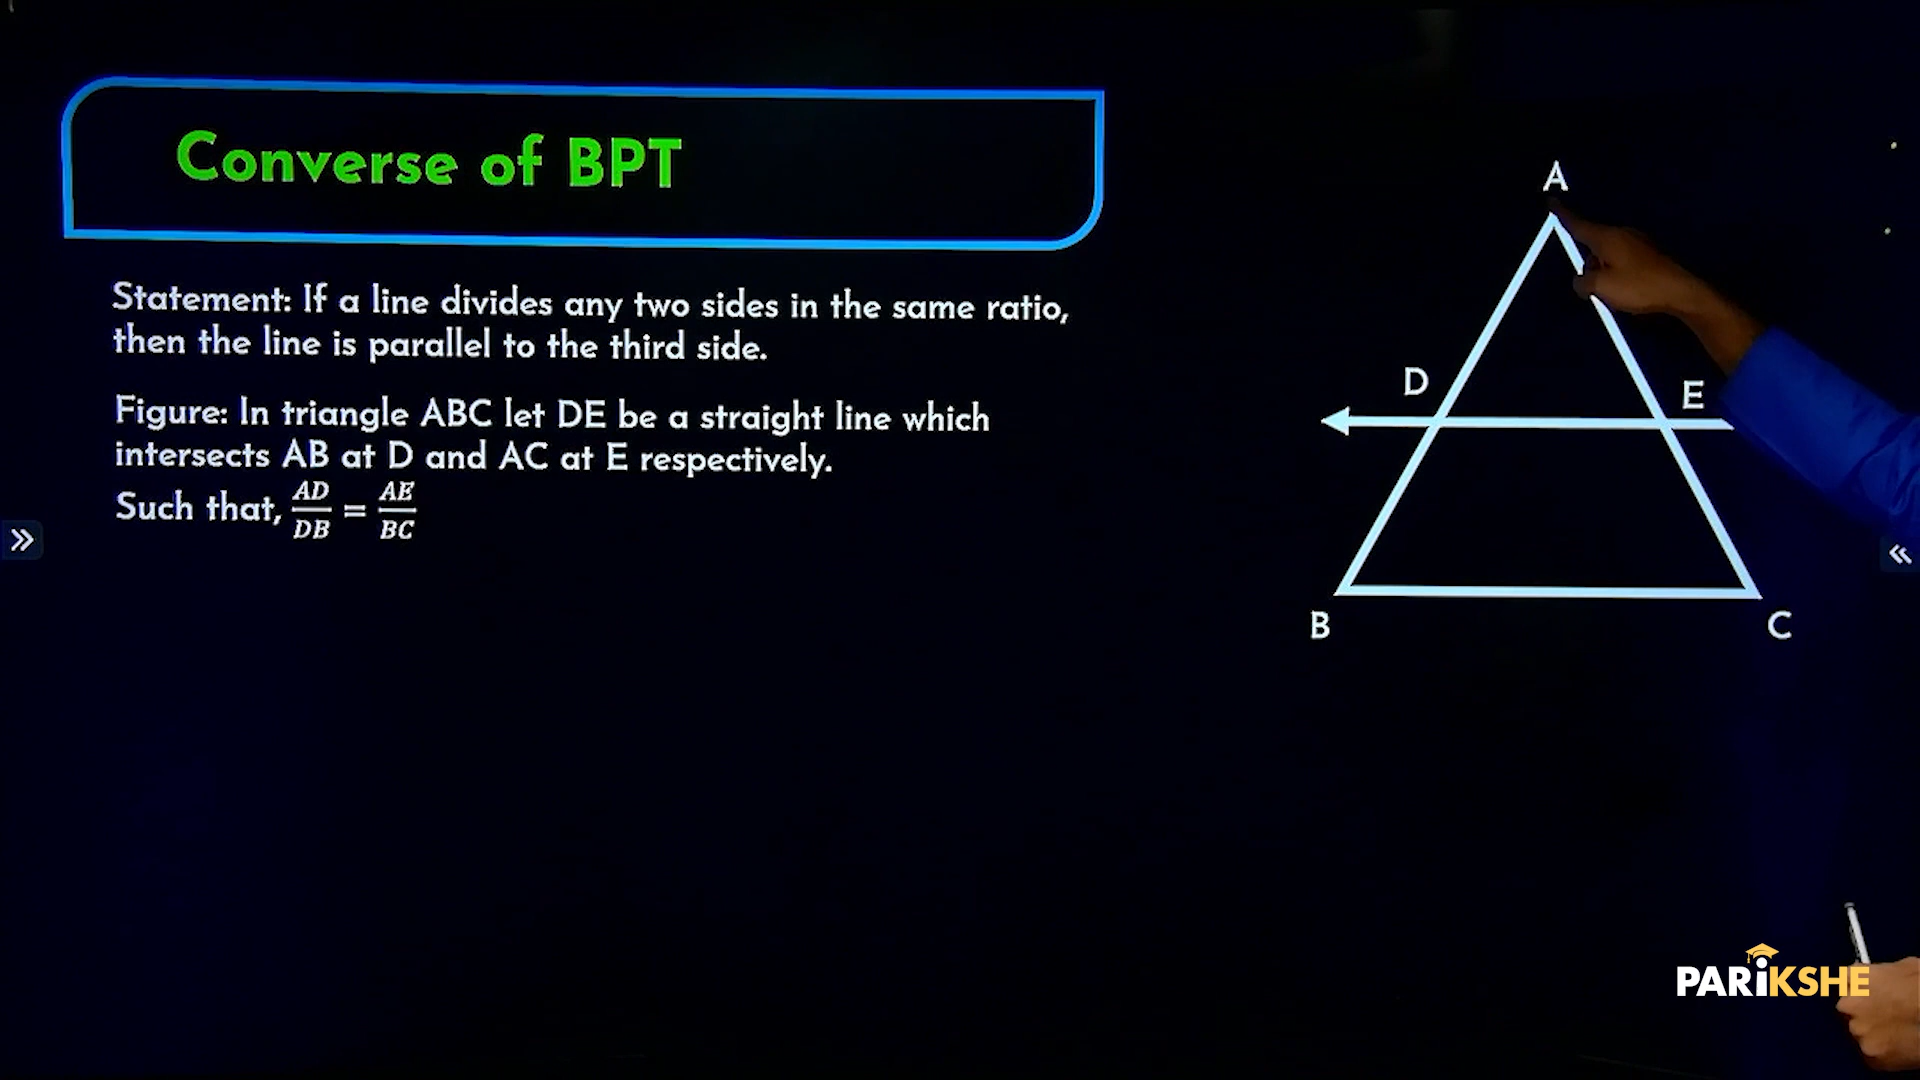 Converse of BPT
Statement: If a line divides any two sides in the same ratio,
then the line is parallel to the third side.
Figure: In triangle ABC let DE be a straight line which
intersects AB at D and AC at E respectively.
Such that, AD/DB = AE/BC
A
D
E
B
C
PARIKSHE